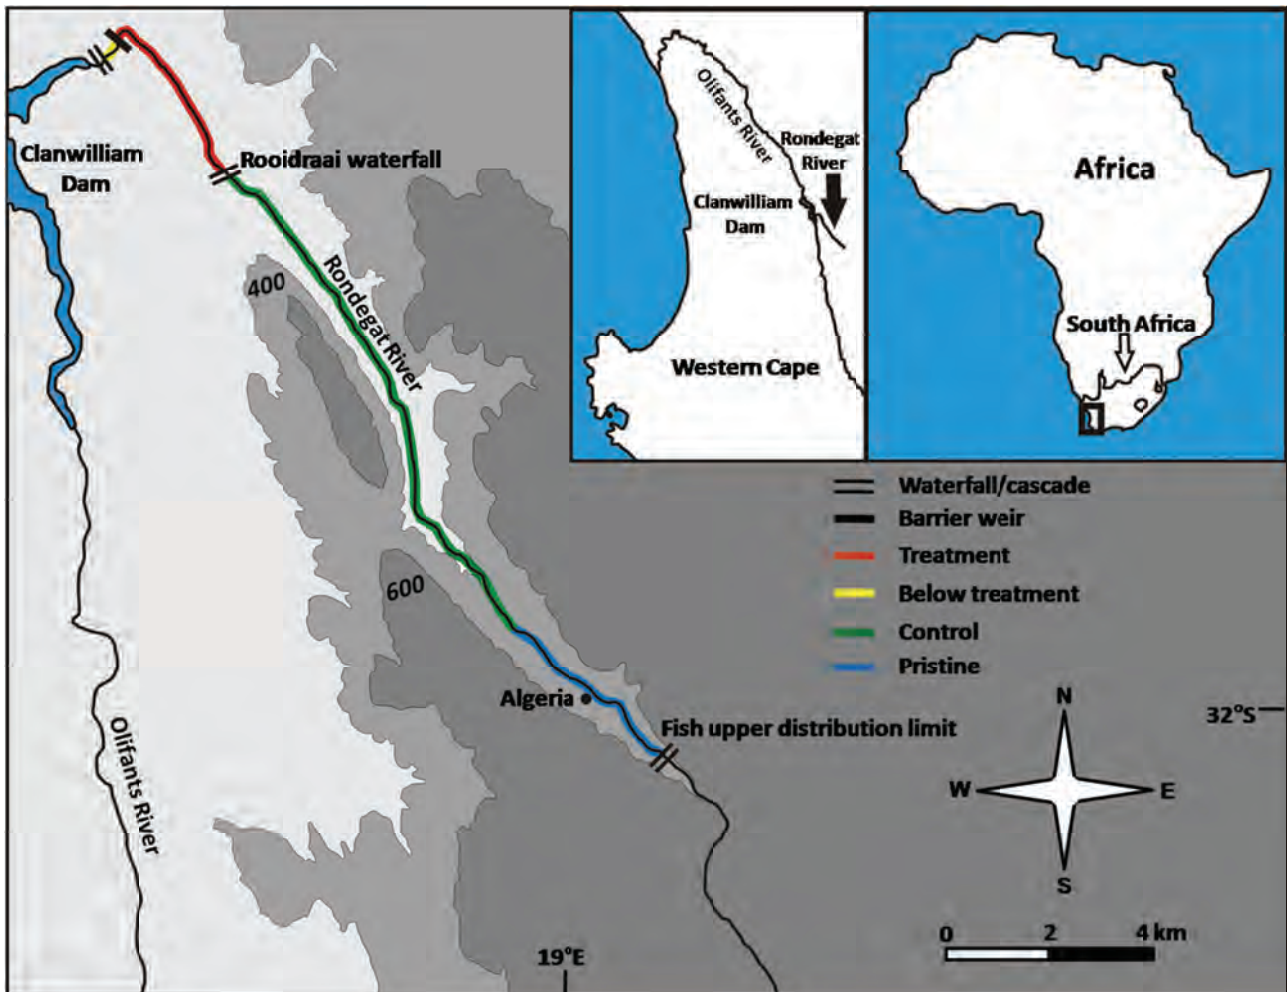 Clanwilliam
Dam
Rooidraai waterfall
400
Rondegat River
600
Algeria
Fish upper distribution limit
Olifants River
19°E
Olifants River
Rondegat
River
Clanwilliam
Dam
Western Cape
Africa
South Africa
Waterfall/cascade
Barrier weir
Treatment
Below treatment
Control
Pristine
32°S
N
W
E
S
0
2
4 km